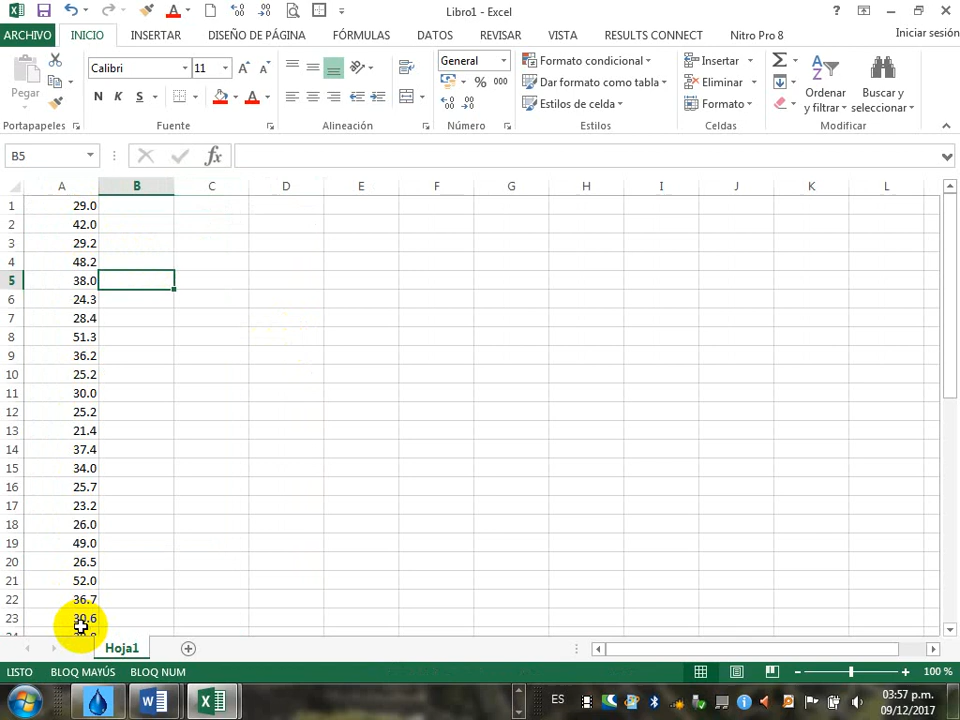 Libro1 - Excel
?
ARCHIVO INICIO INSERTAR DISEÑO DE PÁGINA FÓRMULAS DATOS REVISAR VISTA RESULTS CONNECT Nitro Pro 8 Iniciar sesión
Pegar
Calibri 11
N K S
General
% 000
Formato condicional
Dar formato como tabla
Estilos de celda
Insertar
Eliminar
Formato
Ordenar y filtrar
Buscar y seleccionar
Portapapeles Fuente Alineación Número Estilos Celdas Modificar
B5 fx
A B C D E F G H I J K L
1 29.0
2 42.0
3 29.2
4 48.2
5 38.0
6 24.3
7 28.4
8 51.3
9 36.2
10 25.2
11 30.0
12 25.2
13 21.4
14 37.4
15 34.0
16 25.7
17 23.2
18 26.0
19 49.0
20 26.5
21 52.0
22 36.7
23 30.6
Hoja1
LISTO BLOQ MAYÚS BLOQ NUM 100 %
ES 03:57 p.m.
09/12/2017